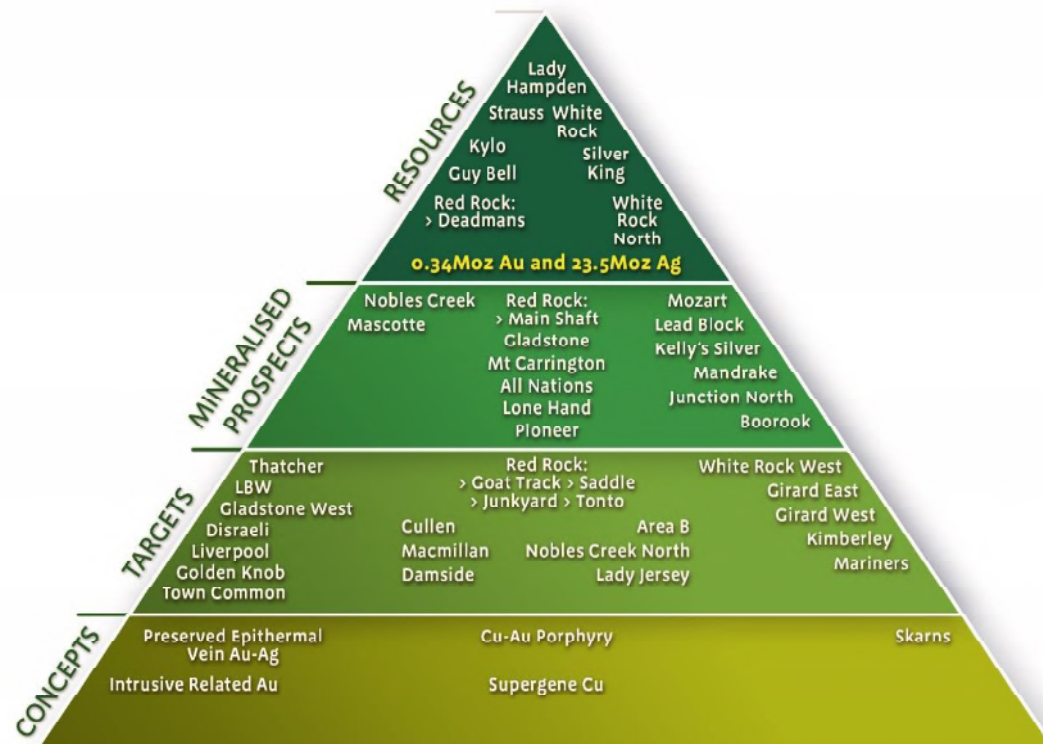 RESOURCES
Lady
Hampden
Strauss White
Rock
Kylo
Silver
King
Guy Bell
Red Rock:
> Deadmans
White
Rock
North
0.34Moz Au and 23.5Moz Ag
MINERALISED
PROSPECTS
Nobles Creek
Mascotte
Red Rock:
> Main Shaft
Gladstone
Mt Carrington
All Nations
Lone Hand
Pioneer
Mozart
Lead Block
Kelly's Silver
Mandrake
Junction North
Boorook
TARGETS
Thatcher
LBW
Gladstone West
Disraeli
Liverpool
Golden Knob
Town Common
Red Rock:
> Goat Track > Saddle
> Junkyard > Tonto
Cullen
Macmillan
Damside
Area B
Nobles Creek North
Lady Jersey
White Rock West
Girard East
Girard West
Kimberley
Mariners
CONCEPTS
Preserved Epithermal
Vein Au-Ag
Intrusive Related Au
Cu-Au Porphyry
Supergene Cu
Skarns